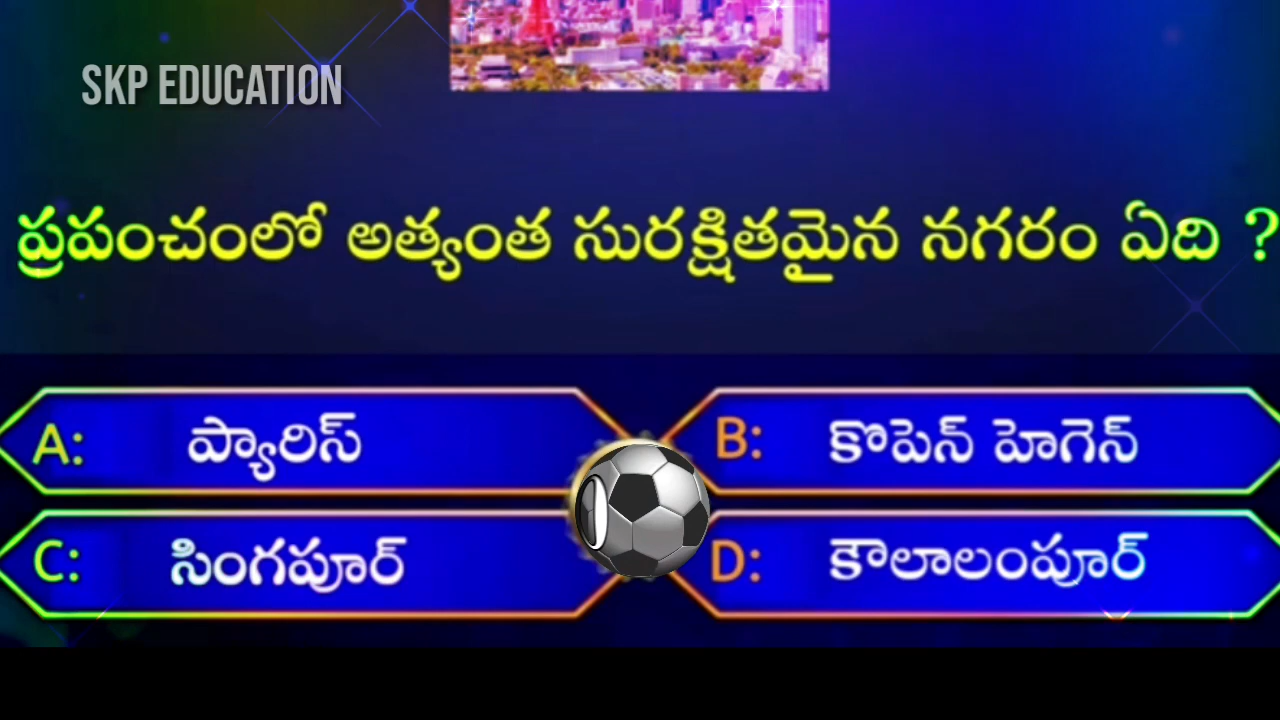 SKP EDUCATION
ప్రపంచంలో అత్యంత సురక్షితమైన నగరం ఏది ?
A: ప్యారిస్
B: కొపెన్ హెగెన్
C: సింగపూర్
D: కౌలాలంపూర్